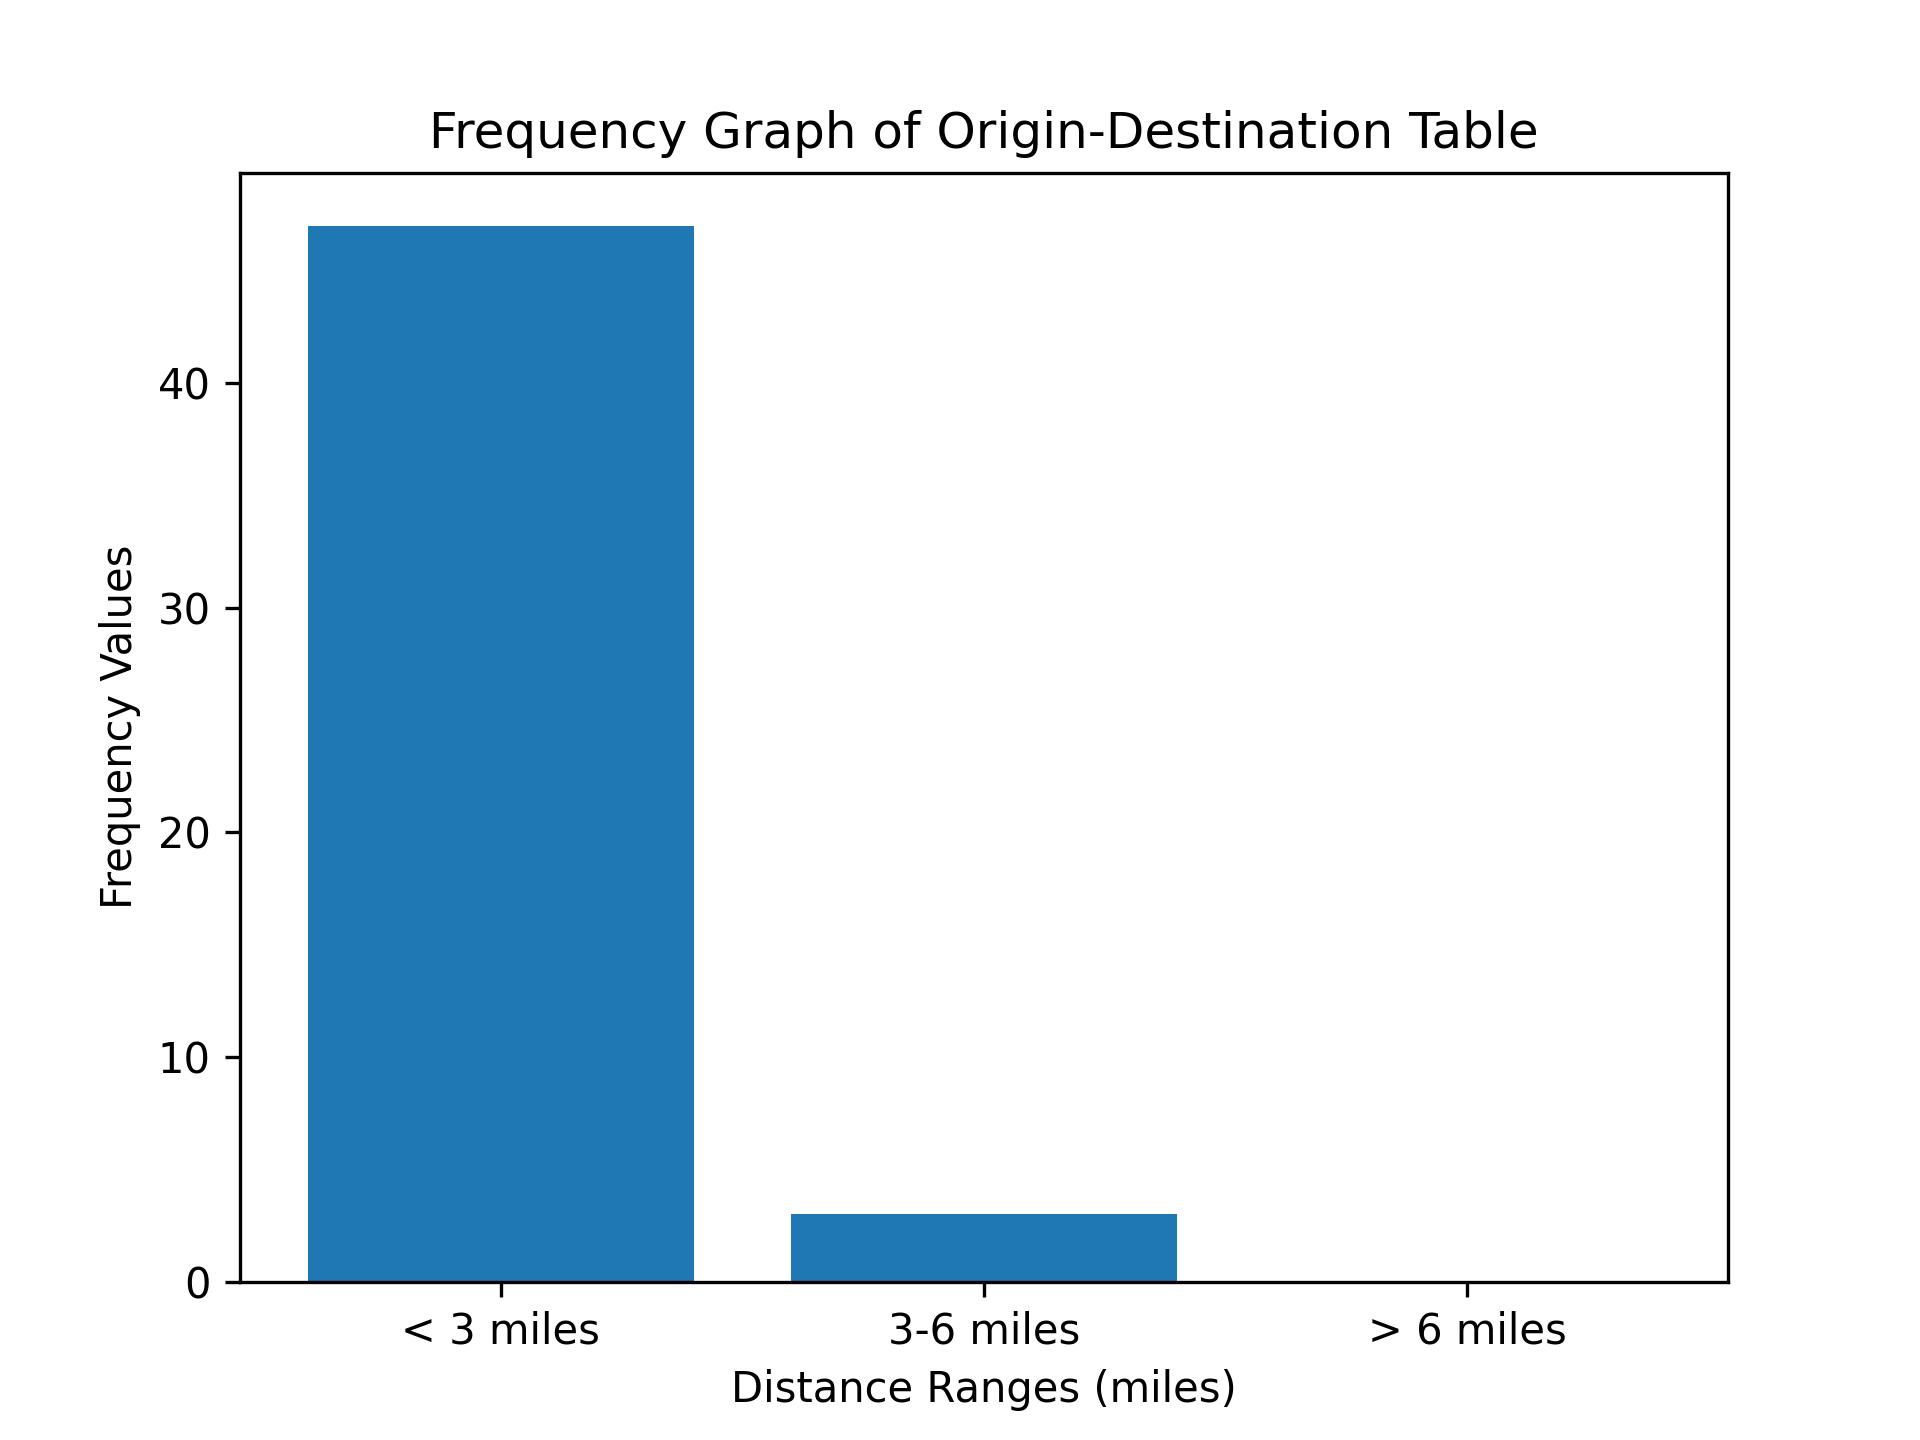 Frequency Graph of Origin-Destination Table
Frequency Values
40
30
20
10
0
< 3 miles
3-6 miles
> 6 miles
Distance Ranges (miles)